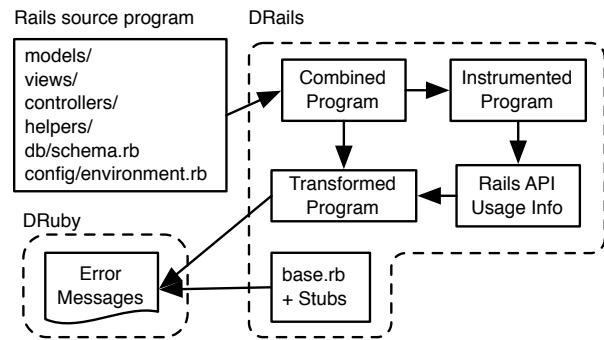 Rails source program
DRails
models/
views/
controllers/
helpers/
db/schema.rb
config/environment.rb
Combined
Program
Instrumented
Program
Transformed
Program
Rails API
Usage Info
DRuby
Error
Messages
base.rb
+ Stubs